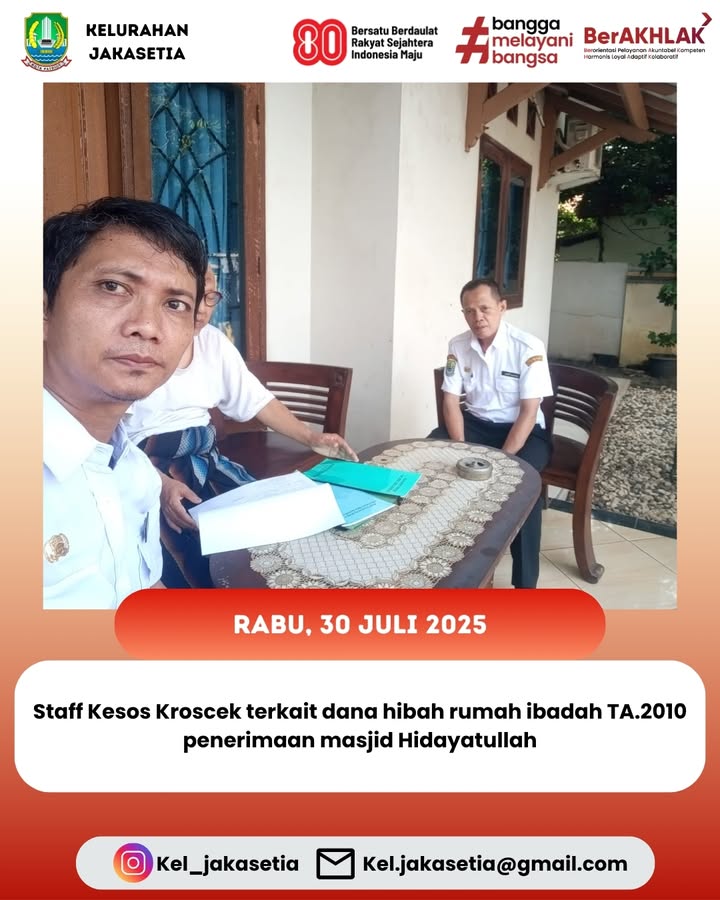 KELURAHAN
JAKASETIA
80
Bersatu Berdaulat
Rakyat Sejahtera
Indonesia Maju
#bangga
melayani
bangsa
BerAKHLAK
Berorientasi Pelayanan Akuntabel Kompeten
Harmonis Loyal Adaptif Kolaboratif
RABU, 30 JULI 2025
Staff Kesos Kroscek terkait dana hibah rumah ibadah TA.2010
penerimaan masjid Hidayatullah
Kel_jakasetia
Kel.jakasetia@gmail.com